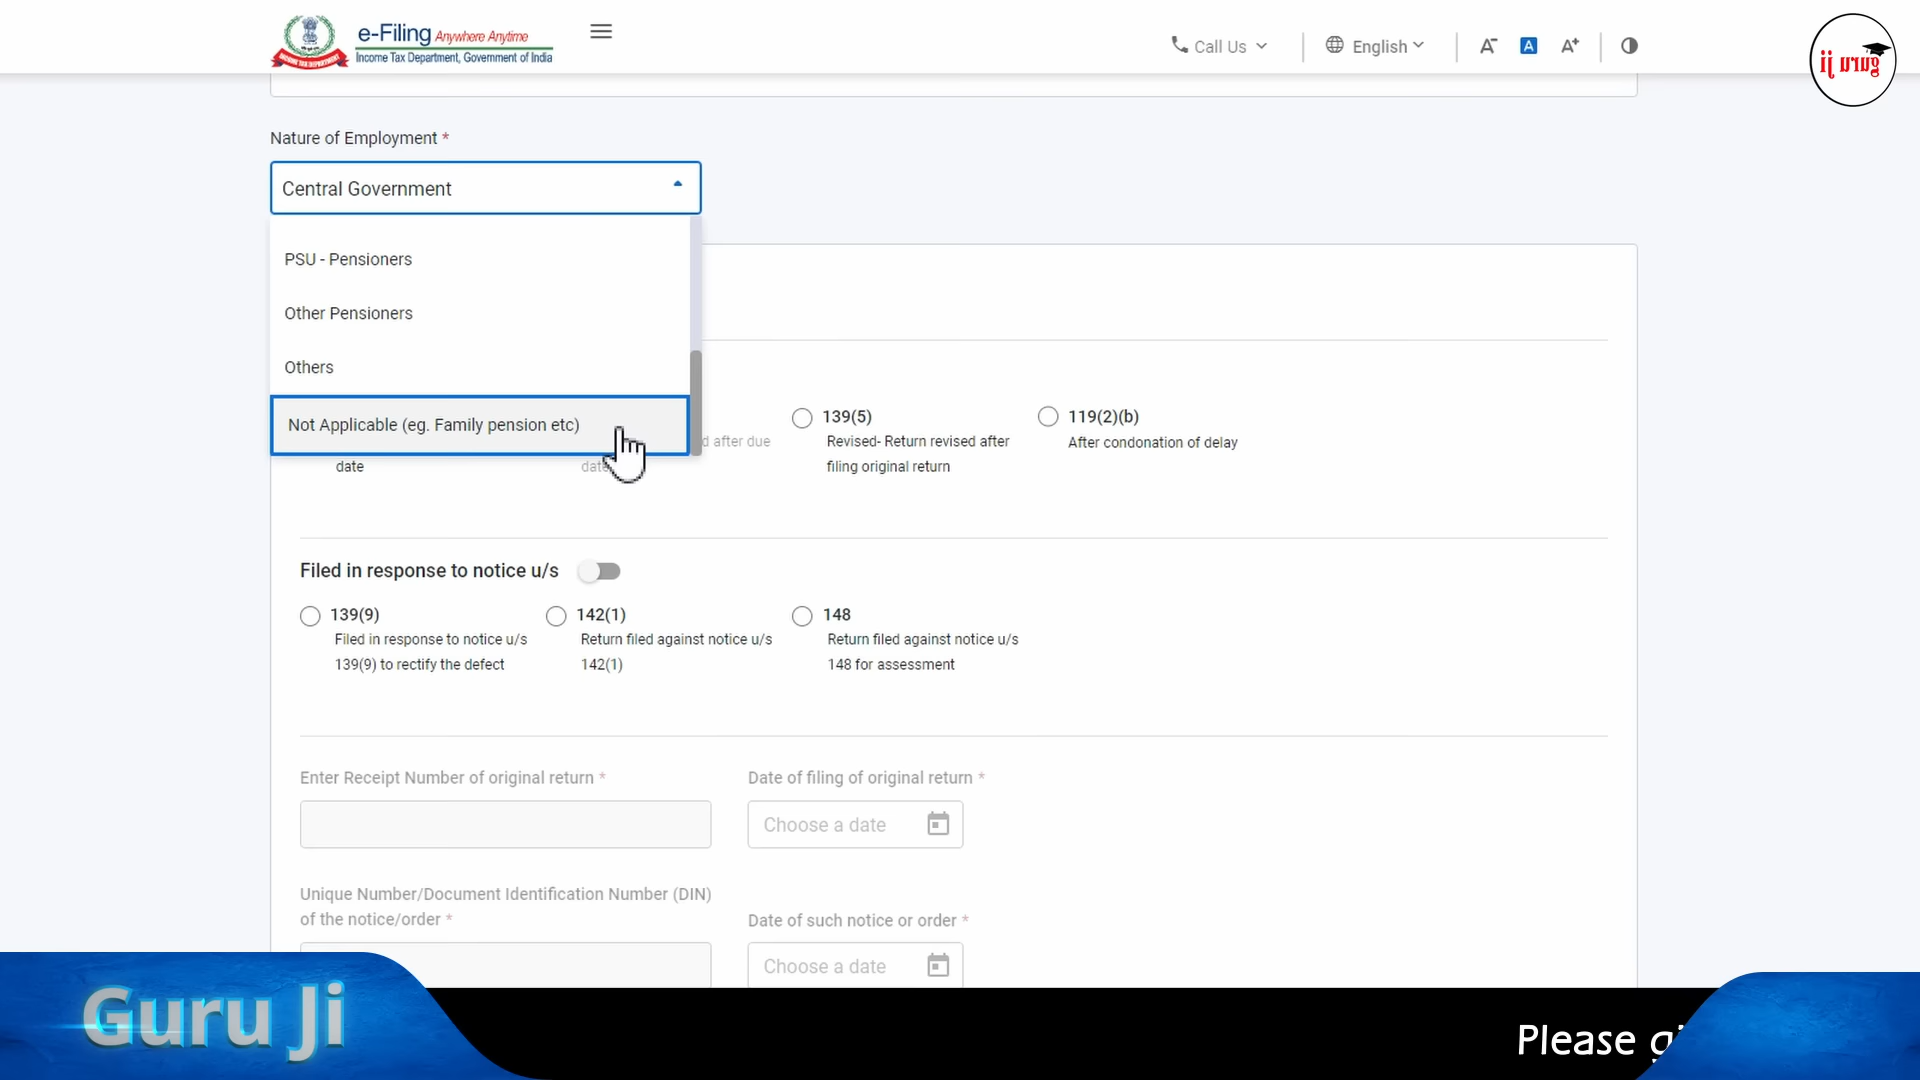 e-Filing Anywhere Anytime
Income Tax Department, Government of India
Call Us
English
A-
A
A+
Nature of Employment *
Central Government
PSU - Pensioners
Other Pensioners
Others
Not Applicable (eg. Family pension etc)
d after due
date
date
139(5)
Revised- Return revised after
filing original return
119(2)(b)
After condonation of delay
Filed in response to notice u/s
139(9)
Filed in response to notice u/s
139(9) to rectify the defect
142(1)
Return filed against notice u/s
142(1)
148
Return filed against notice u/s
148 for assessment
Enter Receipt Number of original return *
Date of filing of original return *
Choose a date
Unique Number/Document Identification Number (DIN)
of the notice/order *
Date of such notice or order *
Choose a date
Guru Ji
Please